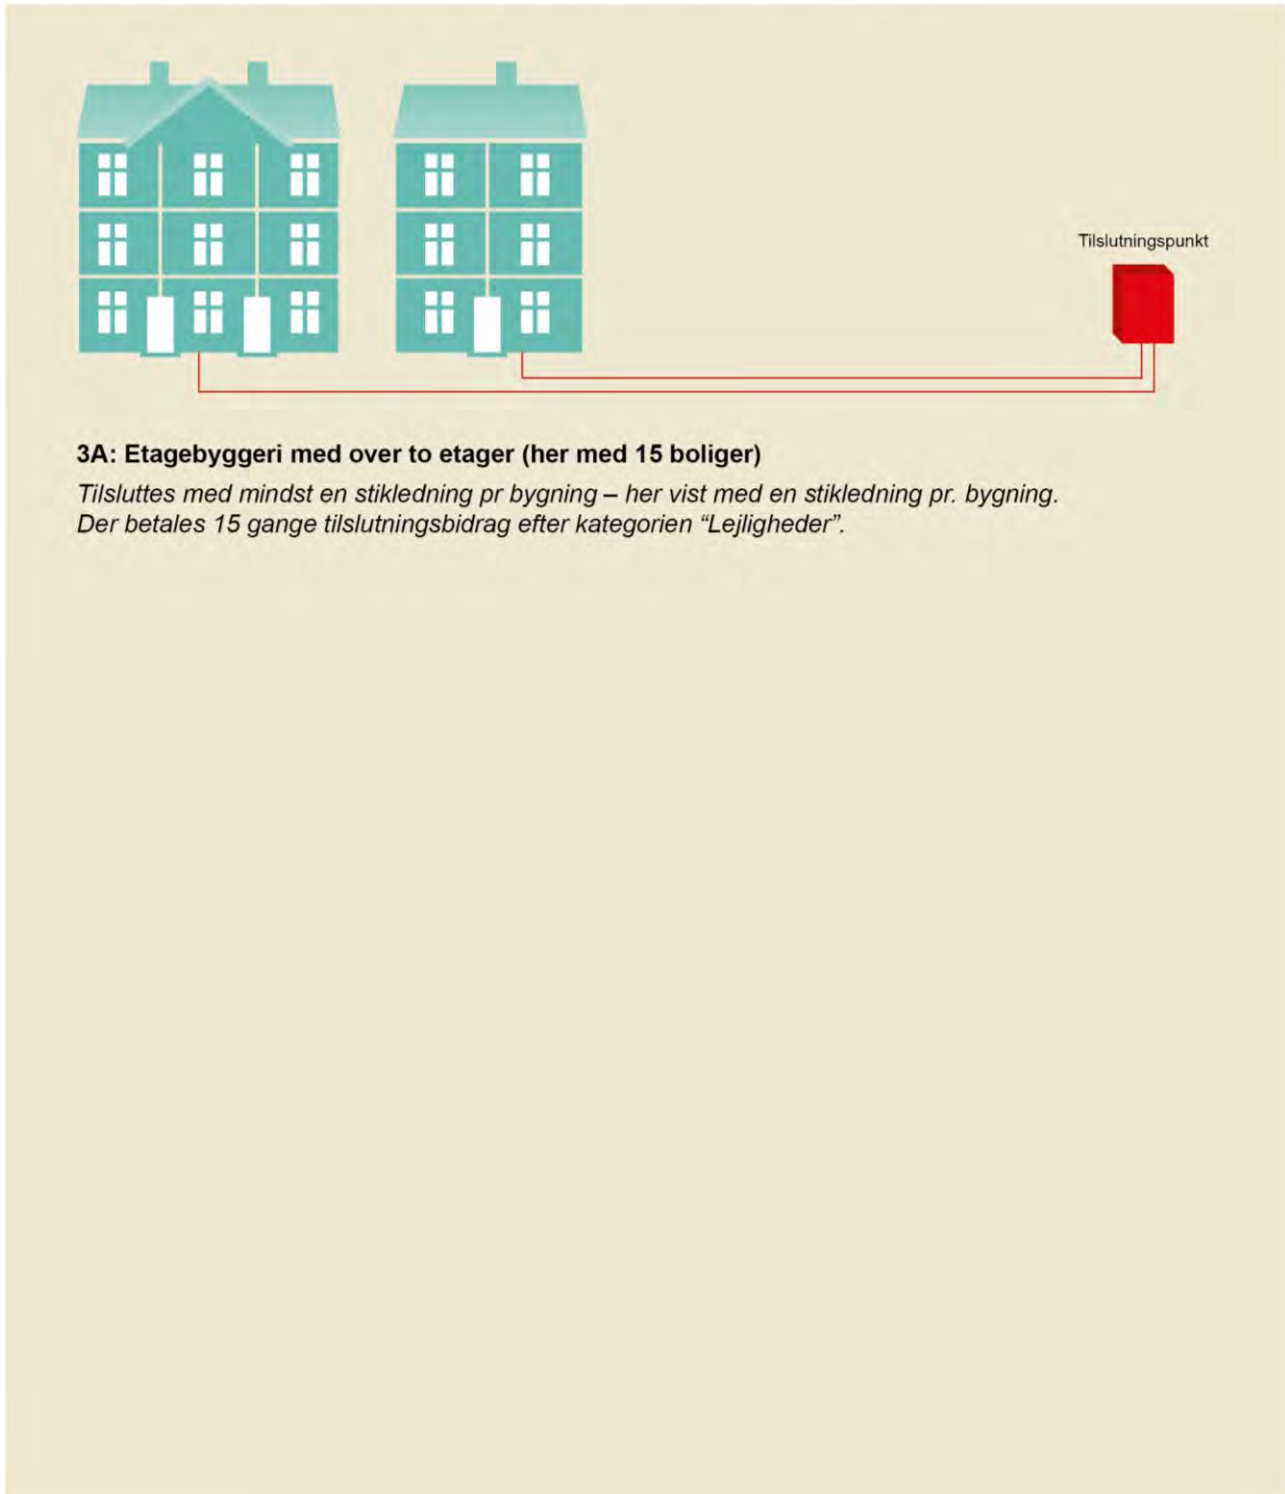 Tilslutningspunkt
3A: Etagebyggeri med over to etager (her med 15 boliger)
Tilsluttes med mindst en stikledning pr bygning – her vist med en stikledning pr. bygning.
Der betales 15 gange tilslutningsbidrag efter kategorien “Lejligheder”.